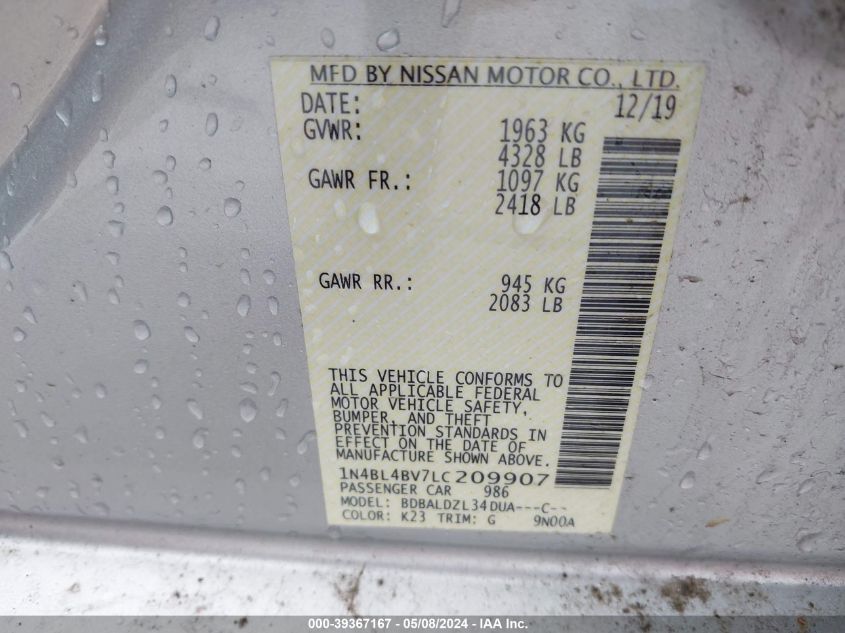 MFD BY NISSAN MOTOR CO., LTD.
DATE: 12/19
GVWR: 1963 KG
4328 LB
GAWR FR.: 1097 KG
2418 LB
GAWR RR.: 945 KG
2083 LB
THIS VEHICLE CONFORMS TO
ALL APPLICABLE FEDERAL
MOTOR VEHICLE SAFETY,
BUMPER, AND THEFT
PREVENTION STANDARDS IN
EFFECT ON THE DATE OF
MANUFACTURE SHOWN ABOVE.
1N4BL4BV7LC209907
PASSENGER CAR 986
MODEL: BDBALDZL34DUA---C--
COLOR: K23 TRIM: G 9N00A
000-39367167 - 05/08/2024 - IAA Inc.